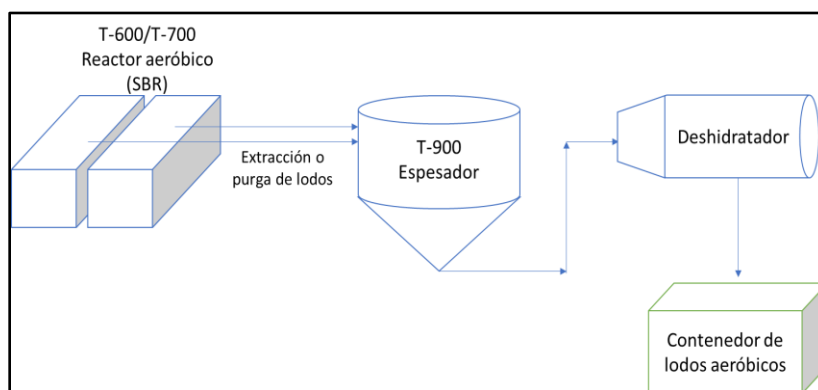 T-600/T-700
Reactor aeróbico
(SBR)
Extracción o
purga de lodos
T-900
Espesador
Deshidratador
Contenedor de
lodos aeróbicos